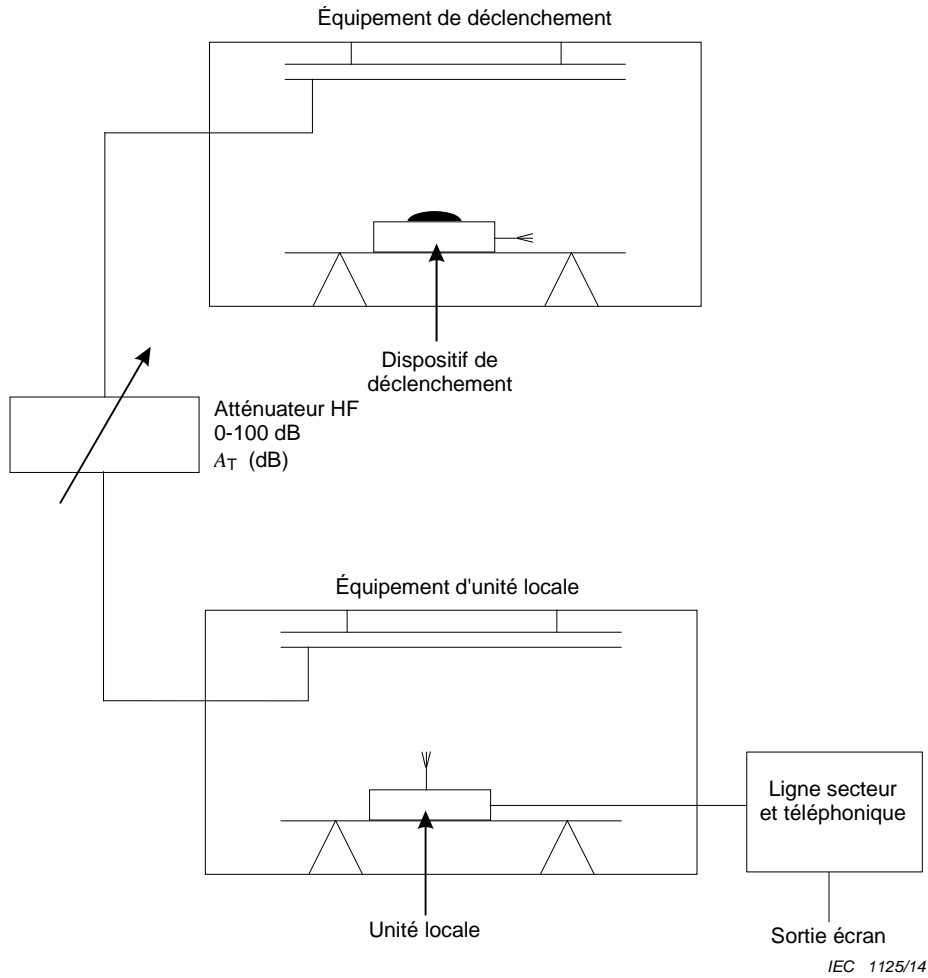 Équipement de déclenchement
Dispositif de
déclenchement
Atténuateur HF
0-100 dB
AT (dB)
Équipement d'unité locale
Ligne secteur
et téléphonique
Unité locale
Sortie écran
IEC 1125/14